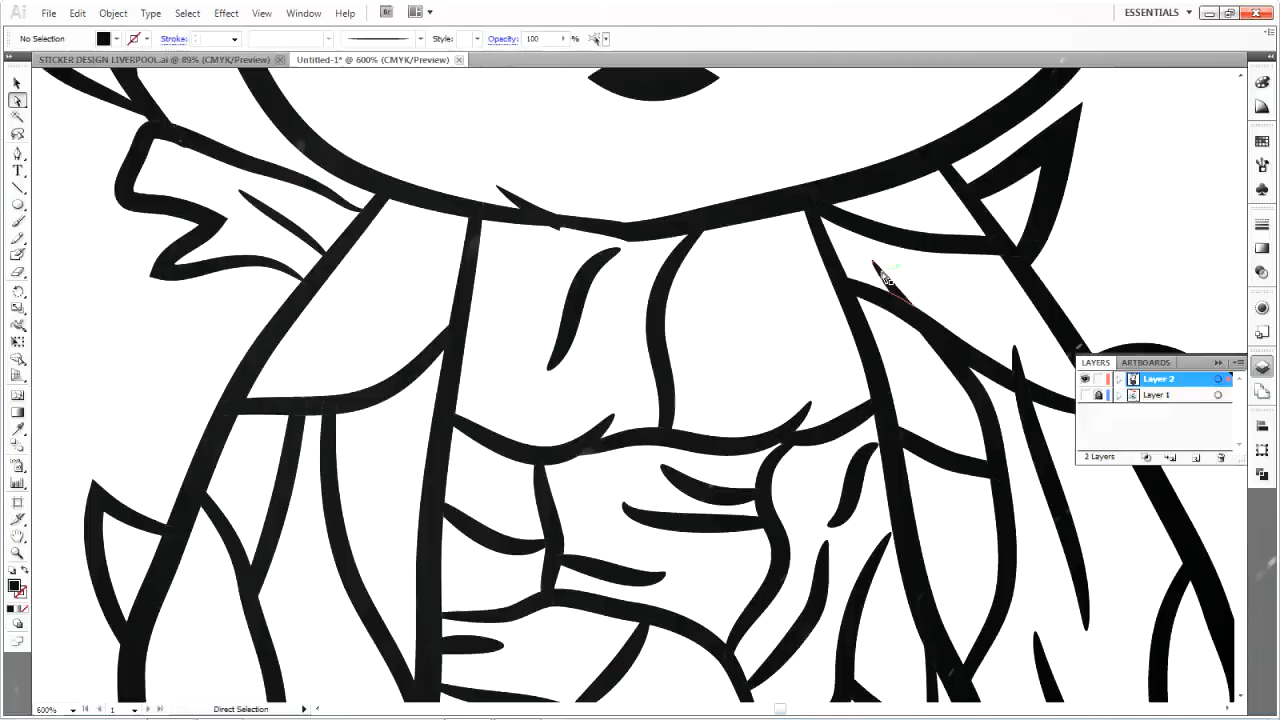 Ai File Edit Object Type Select Effect View Window Help Br ESSENTIALS
No Selection Stroke: Style: Opacity: 100 %
STICKER DESIGN LIVERPOOL.ai @ 89% (CMYK/Preview) Untitled-1* @ 600% (CMYK/Preview)
T
LAYERS ARTBOARDS
Layer 2
Layer 1
2 Layers
600% 1 Direct Selection